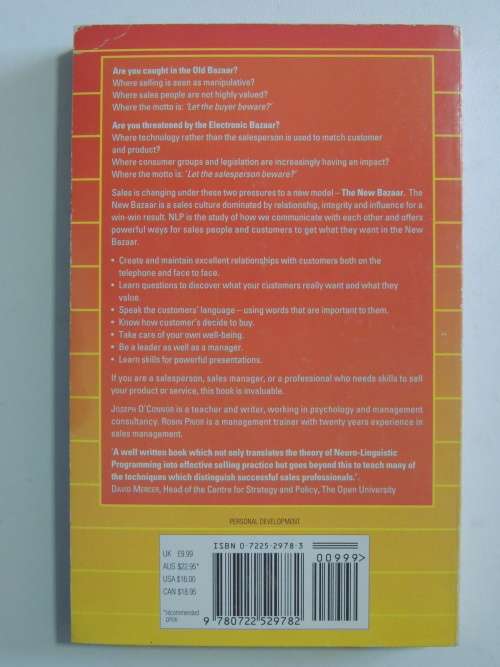 Are you caught in the Old Bazaar?
Where selling is seen as manipulative?
Where sales people are not highly valued?
Where the motto is: 'Let the buyer beware?'
Are you threatened by the Electronic Bazaar?
Where technology rather than the salesperson is used to match customer
and product?
Where consumer groups and legislation are increasingly having an impact?
Where the motto is: 'Let the salesperson beware?'
Sales is changing under these two pressures to a new model – The New Bazaar. The
New Bazaar is a sales culture dominated by relationship, integrity and influence for a
win-win result. NLP is the study of how we communicate with each other and offers
powerful ways for sales people and customers to get what they want in the New
Bazaar.
• Create and maintain excellent relationships with customers both on the
telephone and face to face.
• Learn questions to discover what your customers really want and what they
value.
• Speak the customers' language – using words that are important to them.
• Know how customer's decide to buy.
• Take care of your own well-being.
• Be a leader as well as a manager.
• Learn skills for powerful presentations.
If you are a salesperson, sales manager, or a professional who needs skills to sell
your product or service, this book is invaluable.
JOSEPH O'CONNOR is a teacher and writer, working in psychology and management
consultancy. ROBIN PRIOR is a management trainer with twenty years experience in
sales management.
'A well written book which not only translates the theory of Neuro-Linguistic
Programming into effective selling practice but goes beyond this to teach many of
the techniques which distinguish successful sales professionals.'.
DAVID MERCER, Head of the Centre for Strategy and Policy, The Open University
PERSONAL DEVELOPMENT
UK £9.99
AUS $22.95*
USA $16.00
CAN $18.95
*recommended
price
ISBN 0-7225-2978-3
00999>
9 780722 529782